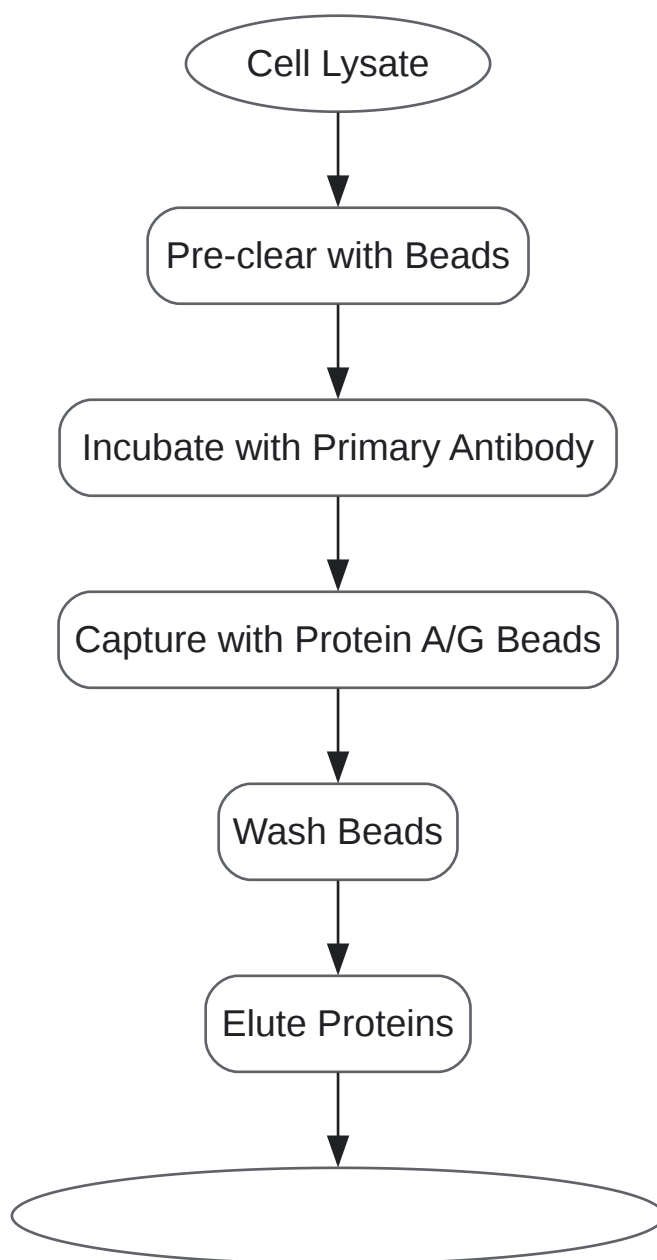 Cell Lysate
Pre-clear with Beads
Incubate with Primary Antibody
Capture with Protein A/G Beads
Wash Beads
Elute Proteins